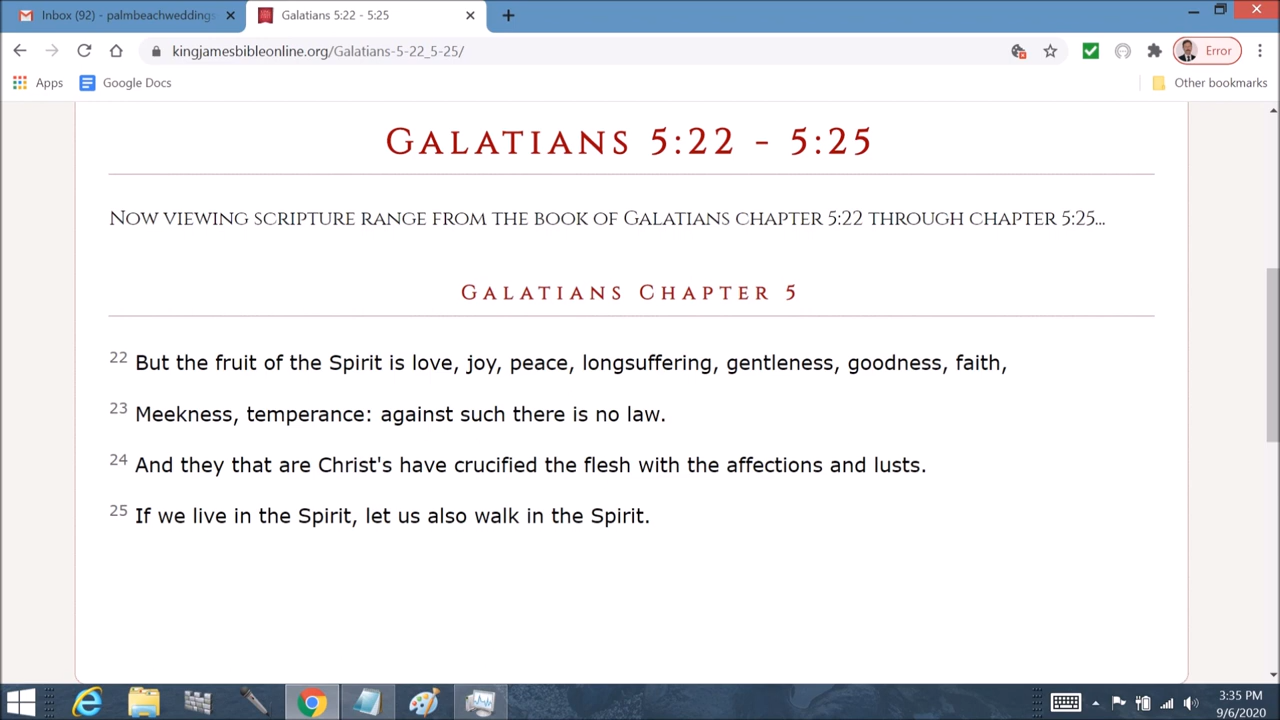 Inbox (92) - palmbeachwedding
Galatians 5:22 - 5:25
kingjamesbibleonline.org/Galatians-5-22_5-25/
Error
Apps
Google Docs
Other bookmarks
Galatians 5:22 - 5:25
Now viewing scripture range from the book of Galatians chapter 5:22 through chapter 5:25...
Galatians Chapter 5
22 But the fruit of the Spirit is love, joy, peace, longsuffering, gentleness, goodness, faith,
23 Meekness, temperance: against such there is no law.
24 And they that are Christ's have crucified the flesh with the affections and lusts.
25 If we live in the Spirit, let us also walk in the Spirit.
3:35 PM
9/6/2020